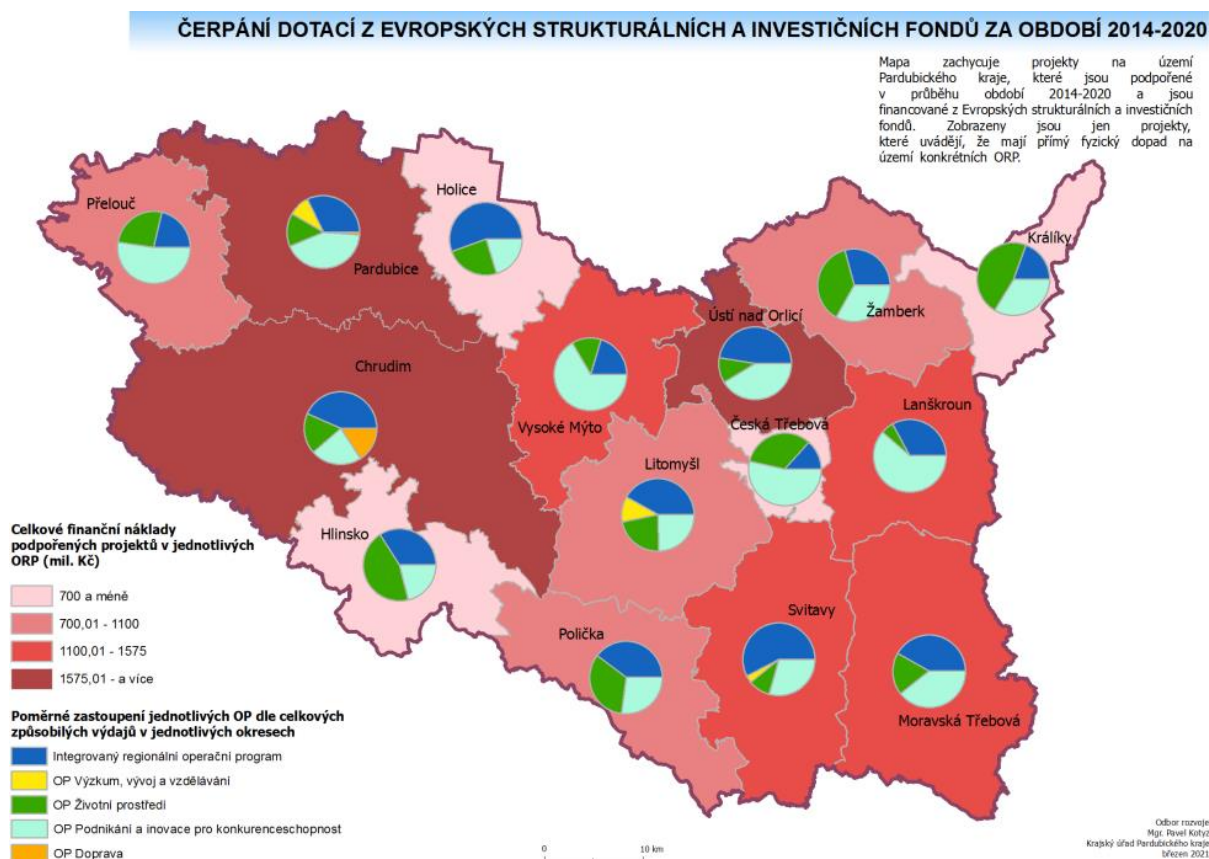 ČERPÁNÍ DOTACÍ Z EVROPSKÝCH STRUKTURÁLNÍCH A INVESTIČNÍCH FONDŮ ZA OBDOBÍ 2014-2020
Mapa zachycuje projekty na území
Pardubického kraje, které jsou podpořené
v průběhu období 2014-2020 a jsou
financované z Evropských strukturálních a investičních
fondů. Zobrazeny jsou jen projekty,
které uvádějí, že mají přímý fyzický dopad na
území konkrétních ORP.
Holice
Přelouč
Králíky
Pardubice
Žamberk
Ústí nad Orlicí
Chrudim
Lanškroun
Vysoké Mýto
Česká Třebová
Litomyšl
Hlinsko
Svitavy
Polička
Moravská Třebová
Celkové finanční náklady
podpořených projektů v jednotlivých
ORP (mil. Kč)
700 a méně
700,01 - 1100
1100,01 - 1575
1575,01 - a více
Poměrné zastoupení jednotlivých OP dle celkových
způsobilých výdajů v jednotlivých okresech
Integrovaný regionální operační program
OP Výzkum, vývoj a vzdělávání
OP Životní prostředí
OP Podnikání a inovace pro konkurenceschopnost
OP Doprava
0 10 km
Odbor rozvoje
Mgr. Pavel Kotyz
Krajský úřad Pardubického kraje
březen 2021